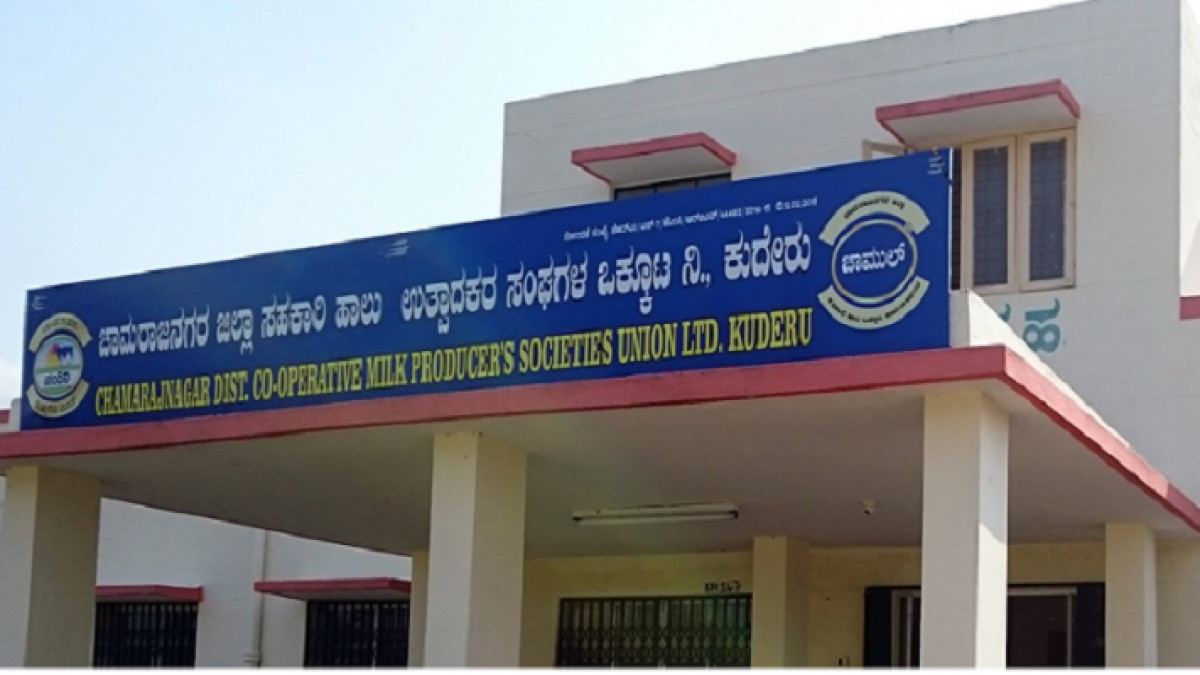 ಚಾಮರಾಜನಗರ ಜಿಲ್ಲಾ ಸಹಕಾರಿ ಹಾಲು ಉತ್ಪಾದಕರ ಸಂಘಗಳ ಒಕ್ಕೂಟ ನಿ., ಕುದೇರು
CHAMARAJNAGAR DIST. CO-OPERATIVE MILK PRODUCER'S SOCIETIES UNION LTD. KUDERU
ನಂದಿನಿ
ಚಾಮುಲ್